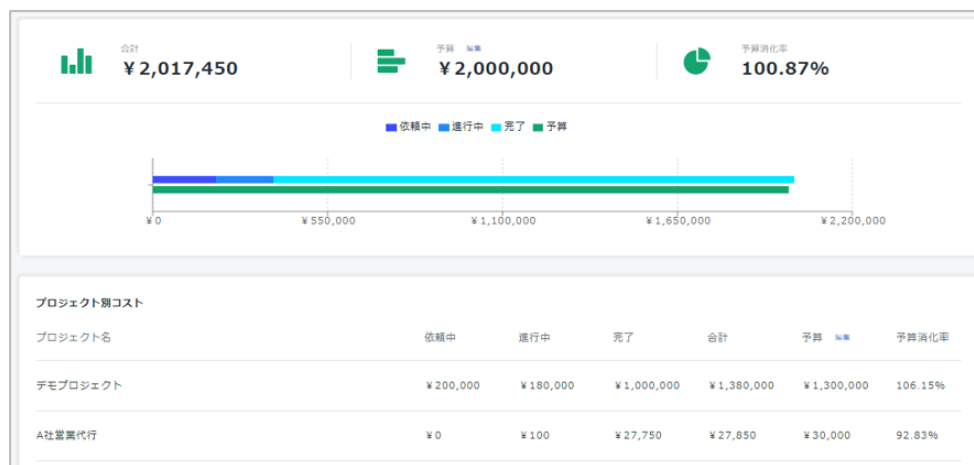 合計
¥2,017,450
予算 編集
¥2,000,000
予算消化率
100.87%
依頼中 進行中 完了 予算
¥0 ¥550,000 ¥1,100,000 ¥1,650,000 ¥2,200,000
プロジェクト別コスト
プロジェクト名 依頼中 進行中 完了 合計 予算 編集 予算消化率
デモプロジェクト ¥200,000 ¥180,000 ¥1,000,000 ¥1,380,000 ¥1,300,000 106.15%
A社営業代行 ¥0 ¥100 ¥27,750 ¥27,850 ¥30,000 92.83%